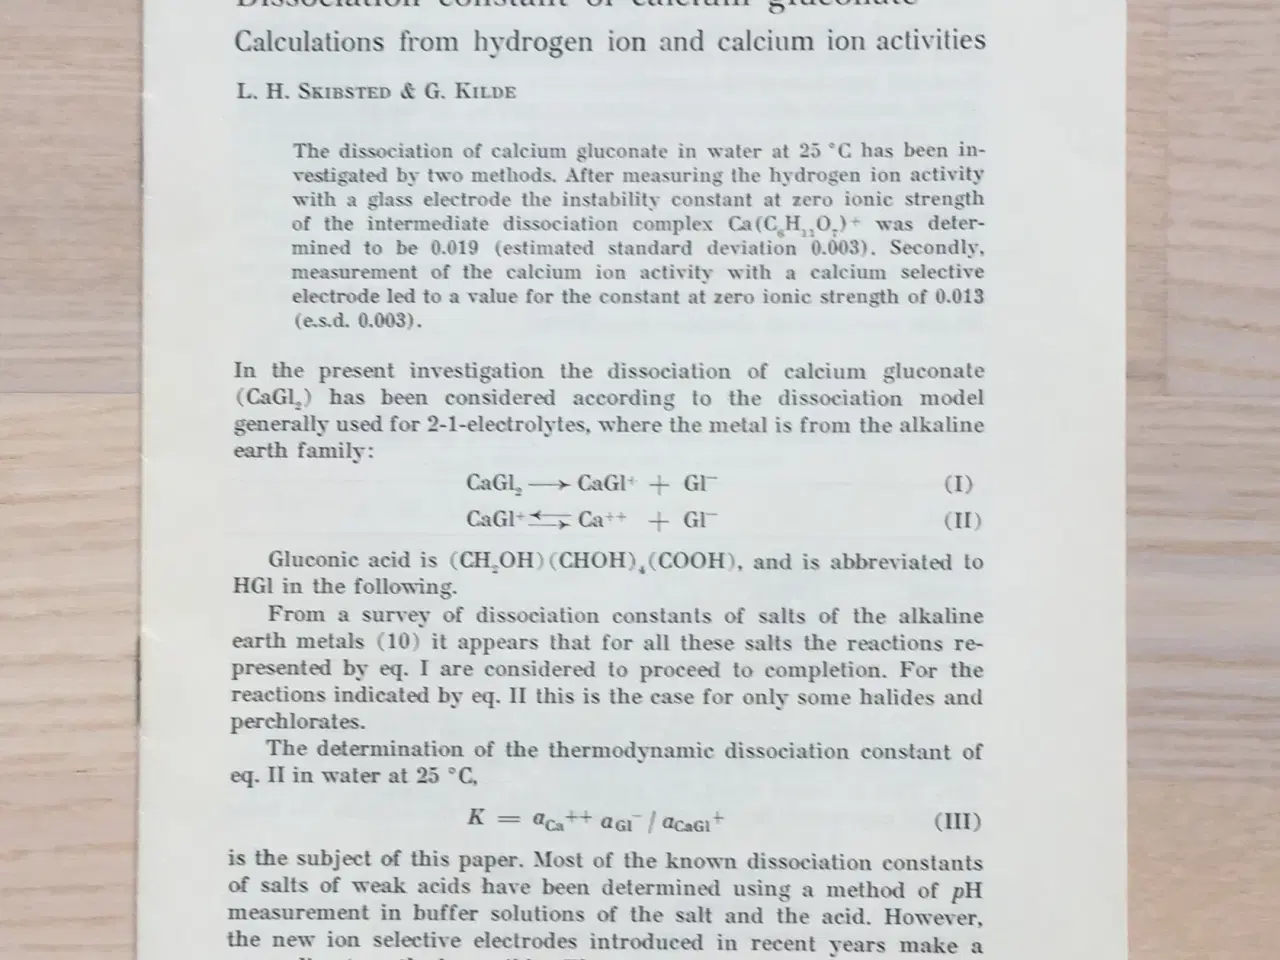 Dissociation constant of calcium gluconate
Calculations from hydrogen ion and calcium ion activities
L. H. SKIBSTED & G. KILDE
The dissociation of calcium gluconate in water at 25 °C has been in-
vestigated by two methods. After measuring the hydrogen ion activity
with a glass electrode the instability constant at zero ionic strength
of the intermediate dissociation complex Ca(C₆H₁₁O₇)⁺ was deter-
mined to be 0.019 (estimated standard deviation 0.003). Secondly,
measurement of the calcium ion activity with a calcium selective
electrode led to a value for the constant at zero ionic strength of 0.013
(e.s.d. 0.003).
In the present investigation the dissociation of calcium gluconate
(CaGl₂) has been considered according to the dissociation model
generally used for 2-1-electrolytes, where the metal is from the alkaline
earth family:
CaGl₂ ⟶ CaGl⁺ + Gl⁻ (I)
CaGl⁺ ⇆ Ca⁺⁺ + Gl⁻ (II)
Gluconic acid is (CH₂OH)(CHOH)₄(COOH), and is abbreviated to
HGl in the following.
From a survey of dissociation constants of salts of the alkaline
earth metals (10) it appears that for all these salts the reactions re-
presented by eq. I are considered to proceed to completion. For the
reactions indicated by eq. II this is the case for only some halides and
perchlorates.
The determination of the thermodynamic dissociation constant of
eq. II in water at 25 °C,
K = a_Ca⁺⁺ a_Gl⁻ / a_CaGl⁺ (III)
is the subject of this paper. Most of the known dissociation constants
of salts of weak acids have been determined using a method of pH
measurement in buffer solutions of the salt and the acid. However,
the new ion selective electrodes introduced in recent years make a